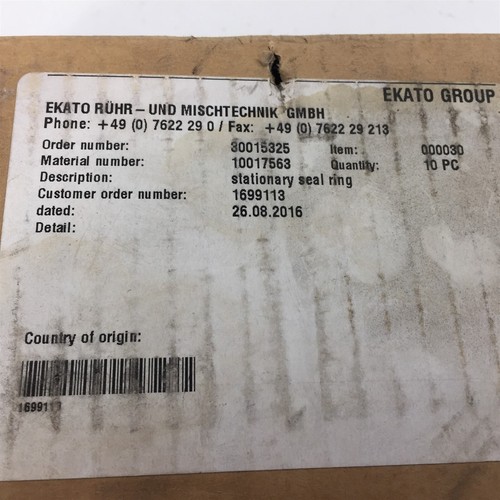 EKATO GROUP
EKATO RÜHR – UND MISCHTECHNIK GMBH
Phone: +49 (0) 7622 29 0 / Fax: +49 (0) 7622 29 213
Order number: 30015325 Item: 000030
Material number: 10017563 Quantity: 10 PC
Description: stationary seal ring
Customer order number: 1699113
dated: 26.08.2016
Detail:
Country of origin:
1699113